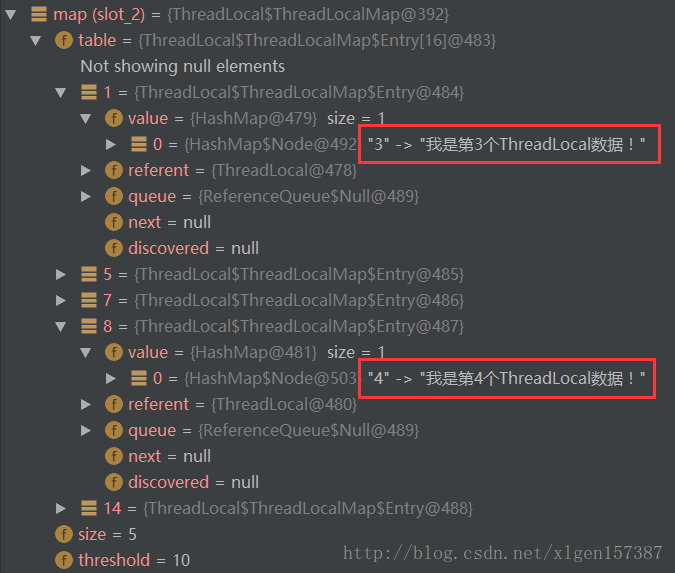 map (slot_2) = {ThreadLocal$ThreadLocalMap@392}
f table = {ThreadLocal$ThreadLocalMap$Entry[16]@483}
Not showing null elements
1 = {ThreadLocal$ThreadLocalMap$Entry@484}
f value = {HashMap@479} size = 1
0 = {HashMap$Node@492 "3" -> "我是第3个ThreadLocal数据！"
f referent = {ThreadLocal@478}
f queue = {ReferenceQueue$Null@489}
f next = null
f discovered = null
5 = {ThreadLocal$ThreadLocalMap$Entry@485}
7 = {ThreadLocal$ThreadLocalMap$Entry@486}
8 = {ThreadLocal$ThreadLocalMap$Entry@487}
f value = {HashMap@481} size = 1
0 = {HashMap$Node@503 "4" -> "我是第4个ThreadLocal数据！"
f referent = {ThreadLocal@480}
f queue = {ReferenceQueue$Null@489}
f next = null
f discovered = null
14 = {ThreadLocal$ThreadLocalMap$Entry@488}
f size = 5
f threshold = 10
http://blog.csdn.net/xlgen157387